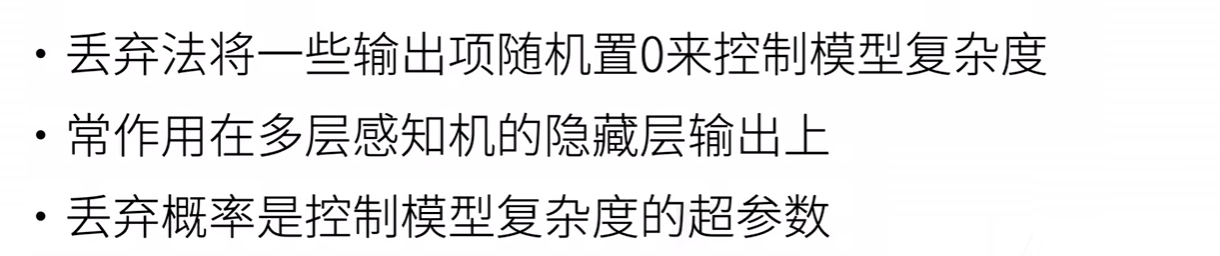 • 丢弃法将一些输出项随机置0来控制模型复杂度
• 常作用在多层感知机的隐藏层输出上
• 丢弃概率是控制模型复杂度的超参数